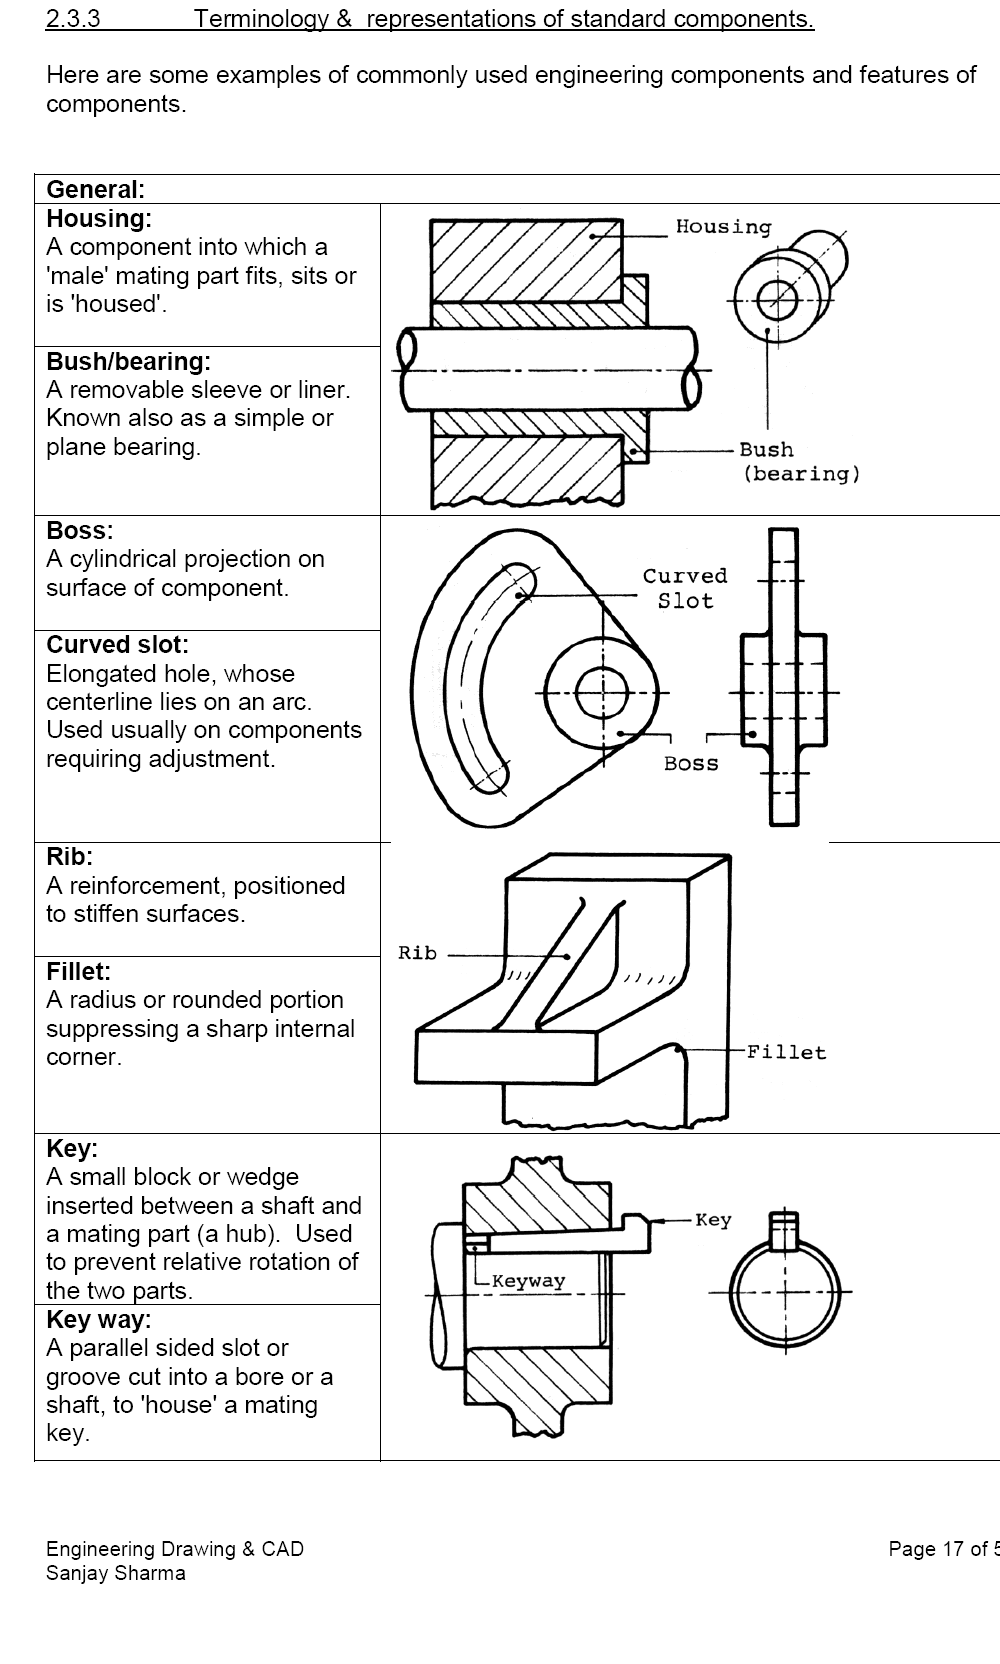 2.3.3 Terminology & representations of standard components.
Here are some examples of commonly used engineering components and features of
components.
General:
Housing:
A component into which a
'male' mating part fits, sits or
is 'housed'.
Bush/bearing:
A removable sleeve or liner.
Known also as a simple or
plane bearing.
Housing
Bush
(bearing)
Boss:
A cylindrical projection on
surface of component.
Curved slot:
Elongated hole, whose
centerline lies on an arc.
Used usually on components
requiring adjustment.
Curved
Slot
Boss
Rib:
A reinforcement, positioned
to stiffen surfaces.
Fillet:
A radius or rounded portion
suppressing a sharp internal
corner.
Rib
Fillet
Key:
A small block or wedge
inserted between a shaft and
a mating part (a hub). Used
to prevent relative rotation of
the two parts.
Key way:
A parallel sided slot or
groove cut into a bore or a
shaft, to 'house' a mating
key.
Key
Keyway
Engineering Drawing & CAD
Sanjay Sharma
Page 17 of 5